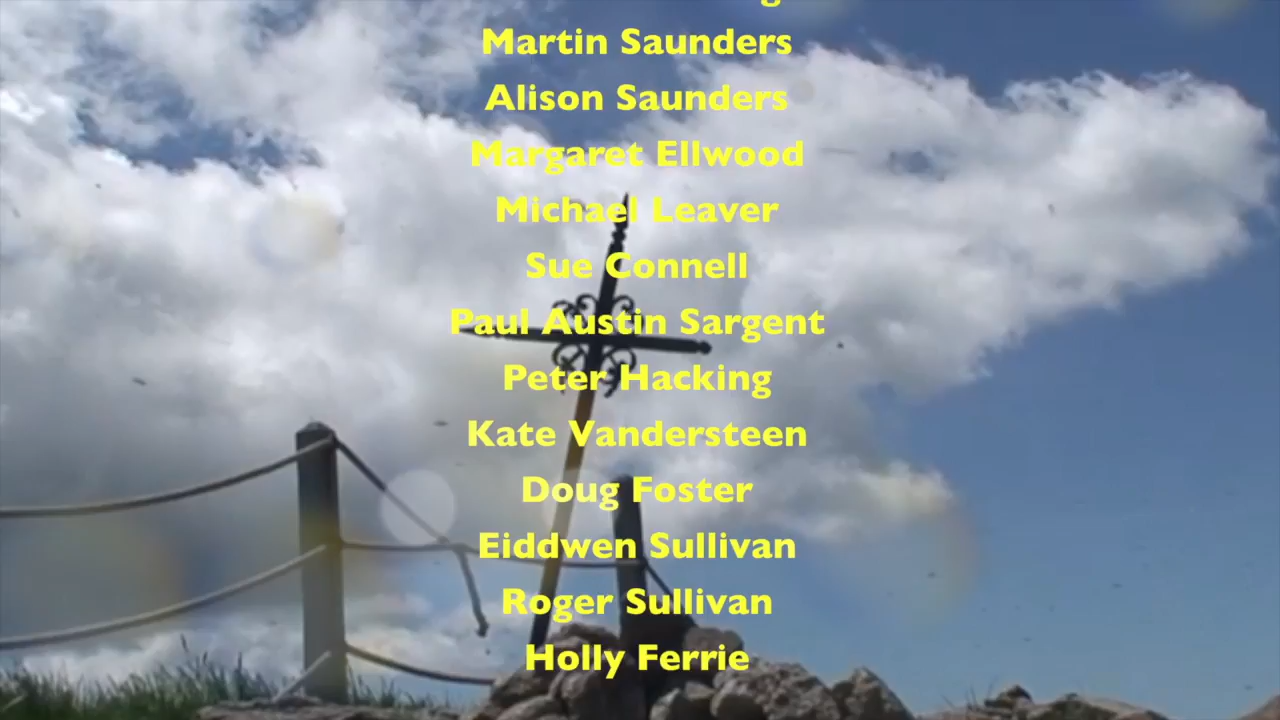 Martin Saunders
Alison Saunders
Margaret Ellwood
Michael Leaver
Sue Connell
Paul Austin Sargent
Peter Hacking
Kate Vandersteen
Doug Foster
Eiddwen Sullivan
Roger Sullivan
Holly Ferrie